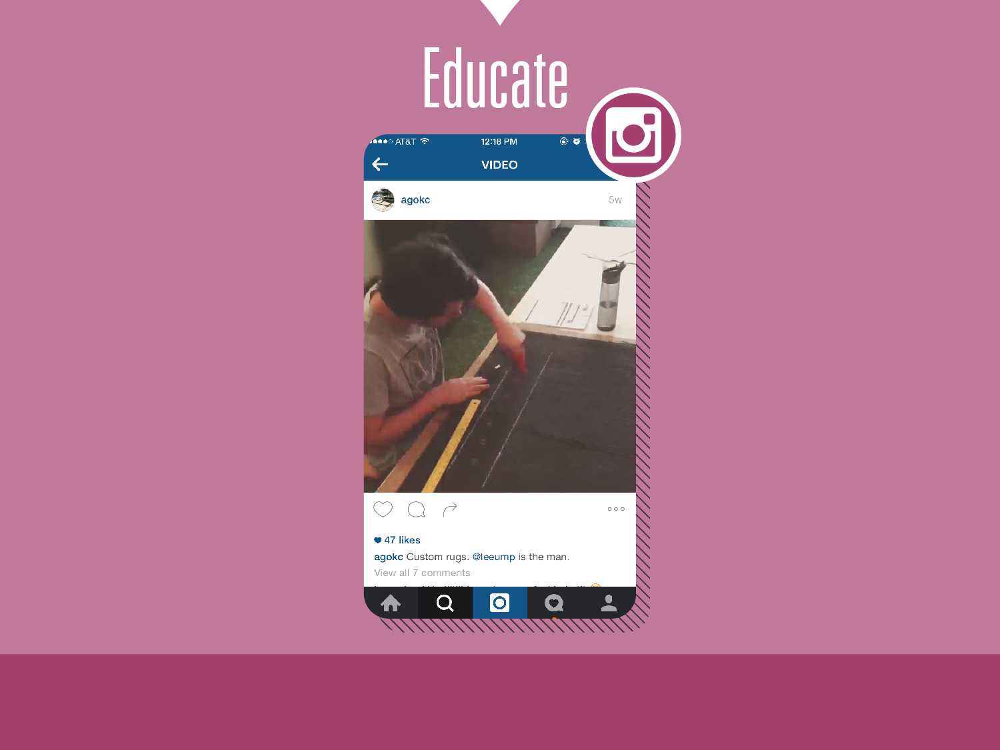 Educate
AT&T 12:18 PM
VIDEO
agokc 5w
47 likes
agokc Custom rugs. @leeump is the man.
View all 7 comments